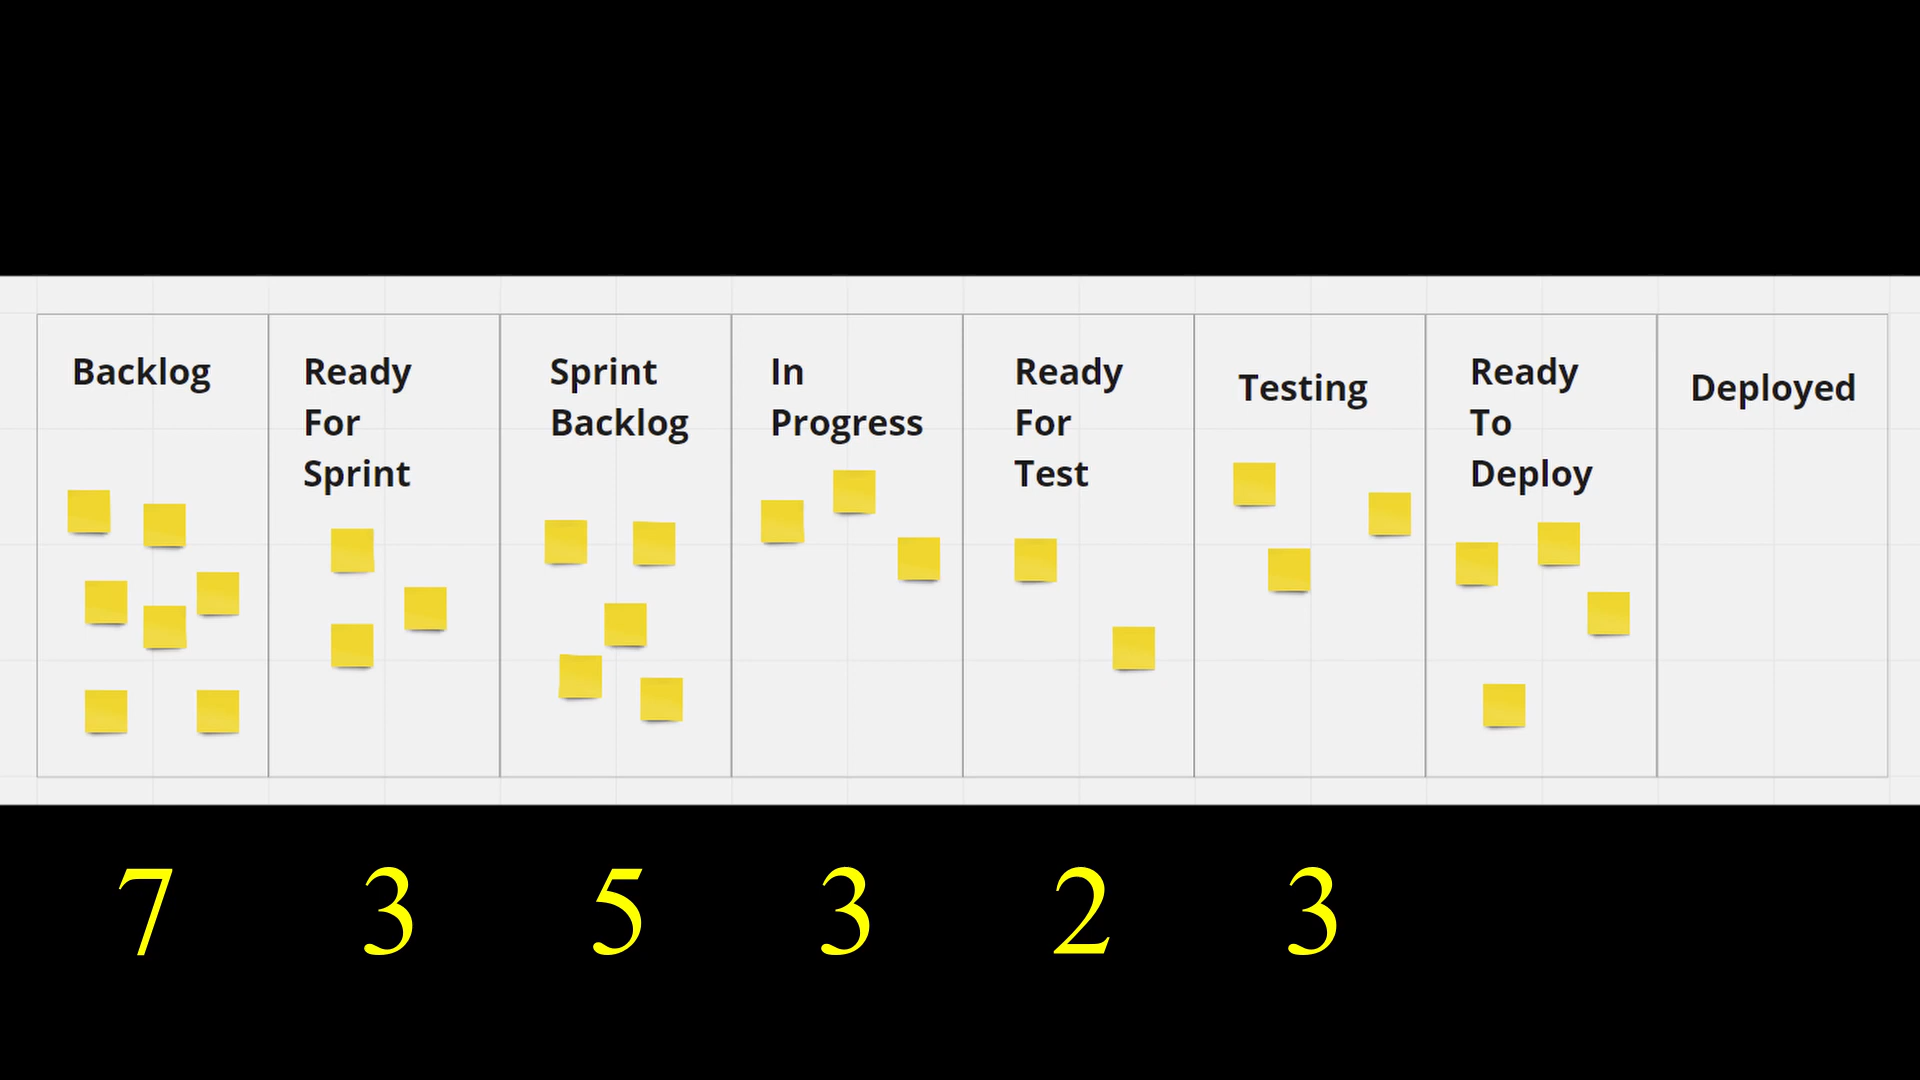 Backlog
Ready
For
Sprint
Sprint
Backlog
In
Progress
Ready
For
Test
Testing
Ready
To
Deploy
Deployed
7 3 5 3 2 3